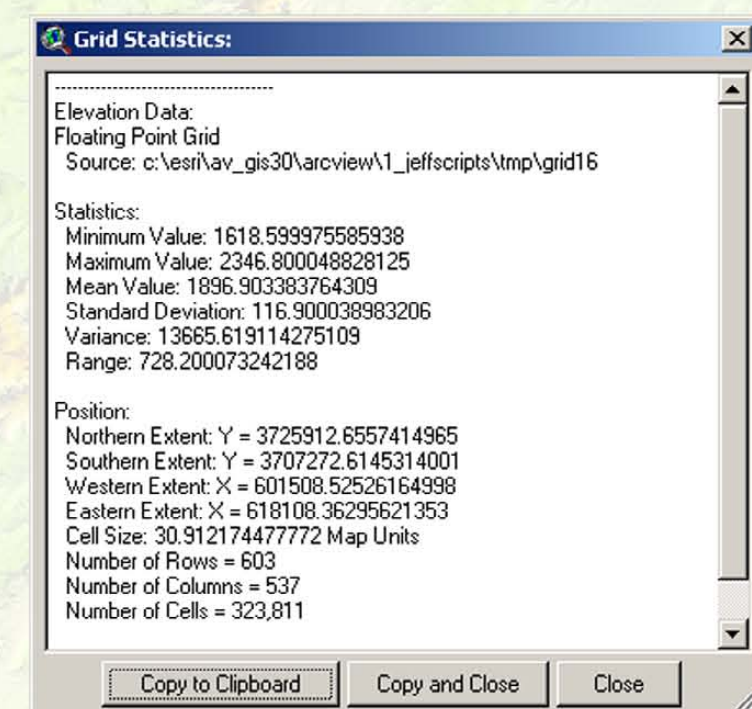 Grid Statistics:
------------------------------------
Elevation Data:
Floating Point Grid
Source: c:\esri\av_gis30\arcview\1_jeffscripts\tmp\grid16
Statistics:
Minimum Value: 1618.599975585938
Maximum Value: 2346.800048828125
Mean Value: 1896.903383764309
Standard Deviation: 116.900038983206
Variance: 13665.619114275109
Range: 728.200073242188
Position:
Northern Extent: Y = 3725912.6557414965
Southern Extent: Y = 3707272.6145314001
Western Extent: X = 601508.52526164998
Eastern Extent: X = 618108.36295621353
Cell Size: 30.912174477772 Map Units
Number of Rows = 603
Number of Columns = 537
Number of Cells = 323,811
Copy to Clipboard Copy and Close Close